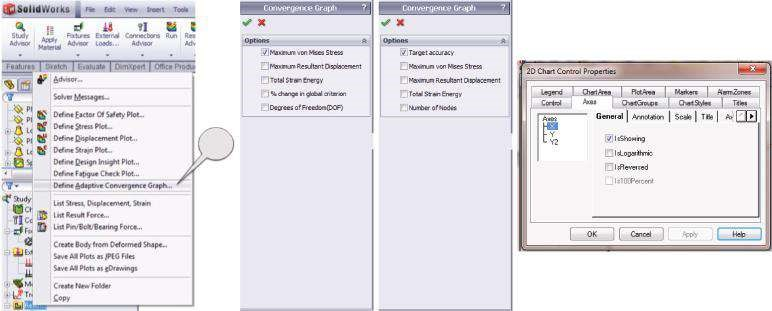 SolidWorks File Edit View Insert Tools
Study Advisor
Apply Material
Fixtures Advisor
External Loads...
Connections Advisor
Run
Features Sketch Evaluate DimXpert Office Produ
Advisor...
Solver Messages...
Define Factor Of Safety Plot...
Define Stress Plot...
Define Displacement Plot...
Define Strain Plot...
Define Design Insight Plot...
Define Fatigue Check Plot...
Define Adaptive Convergence Graph...
List Stress, Displacement, Strain
List Result Force...
List Pin/Bolt/Bearing Force...
Create Body from Deformed Shape...
Save All Plots as JPEG Files
Save All Plots as eDrawings
Create New Folder
Copy
Study
Convergence Graph ?
Options
Maximum von Mises Stress
Maximum Resultant Displacement
Total Strain Energy
% change in global criterion
Degrees of Freedom(DOF)
Convergence Graph ?
Options
Target accuracy
Maximum von Mises Stress
Maximum Resultant Displacement
Total Strain Energy
Number of Nodes
2D Chart Control Properties
Legend ChartArea PlotArea Markers AlarmZones
Control Axes ChartGroups ChartStyles Titles
Axes
X
Y
Y2
General Annotation Scale Title
IsShowing
IsLogarithmic
IsReversed
Is100Percent
OK Cancel Apply Help